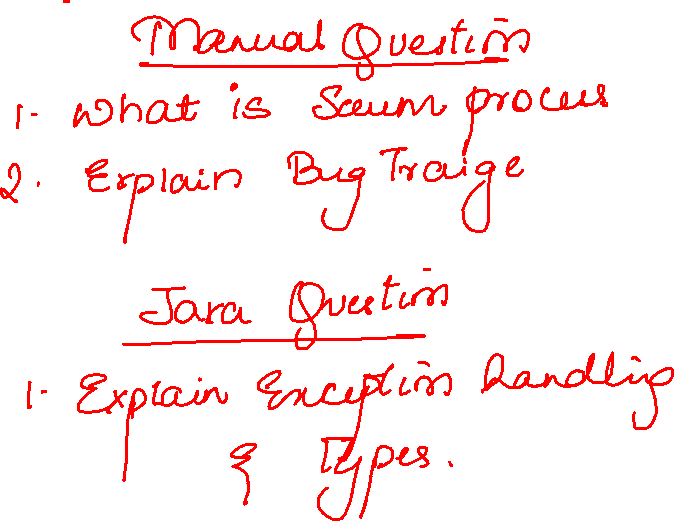 Manual Question
1- What is Scrum process
2. Explain Bug Traige
Java Question
1- Explain Exception handling
& Types.